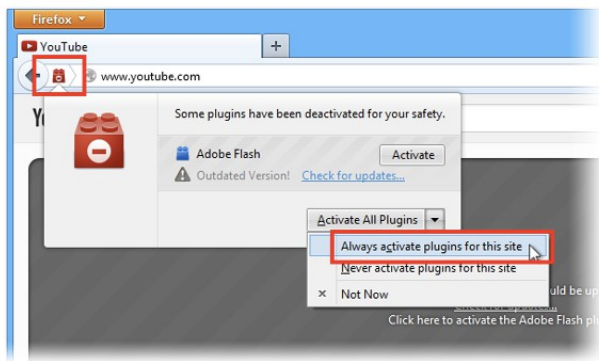 Firefox
YouTube
www.youtube.com
Some plugins have been deactivated for your safety.
Adobe Flash
Activate
Outdated Version! Check for updates...
Activate All Plugins
Always activate plugins for this site
Never activate plugins for this site
Not Now
uld be up
Click here to activate the Adobe Flash pl